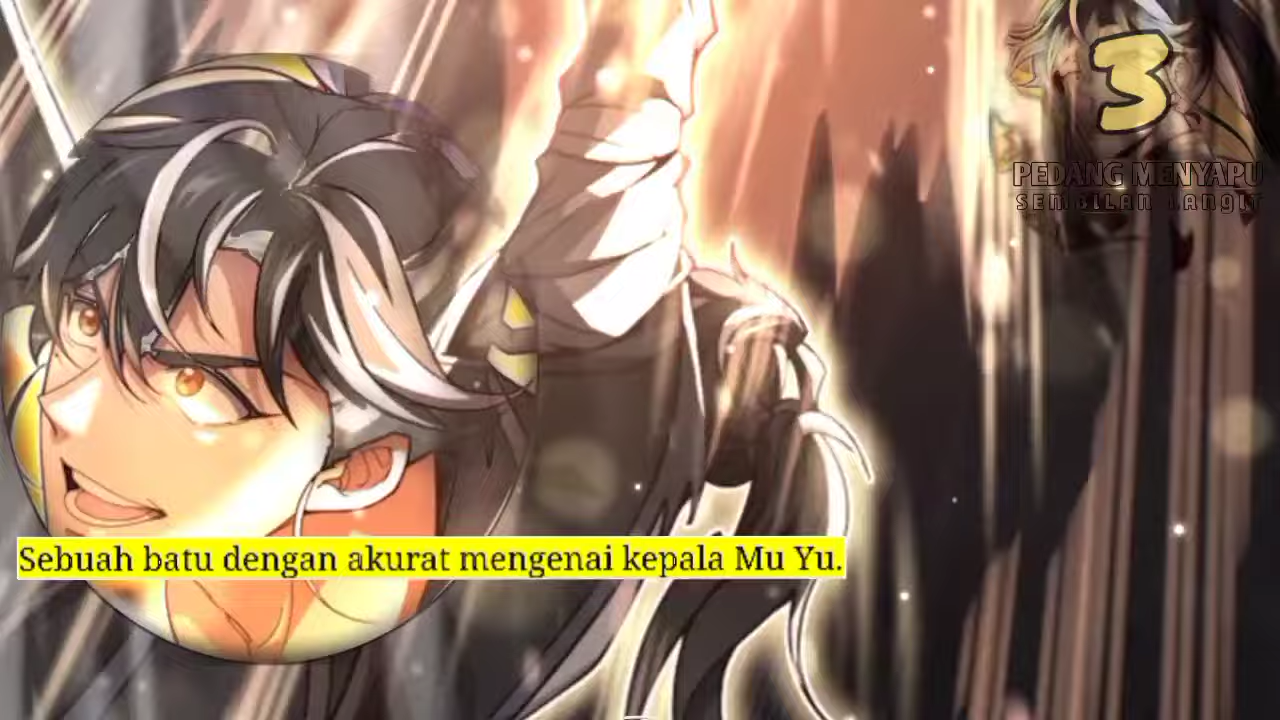 3
PEDANG MENYAPU
SEMBILAN LANGIT
Sebuah batu dengan akurat mengenai kepala Mu Yu.